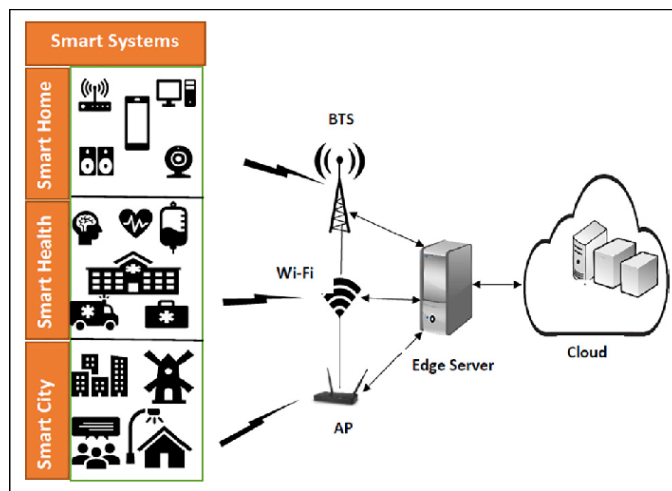 Smart Systems
Smart Home
Smart Health
Smart City
BTS
Wi-Fi
AP
Edge Server
Cloud